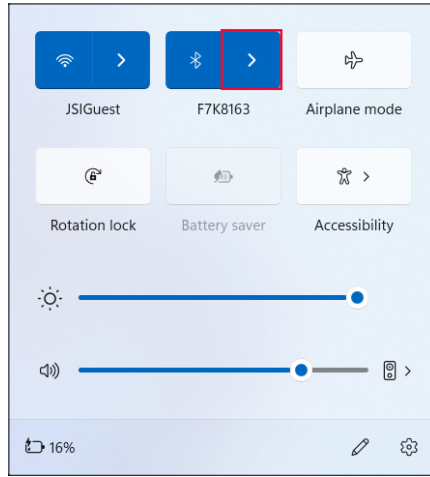 JSIGuest F7K8163 Airplane mode
Rotation lock Battery saver Accessibility
16%